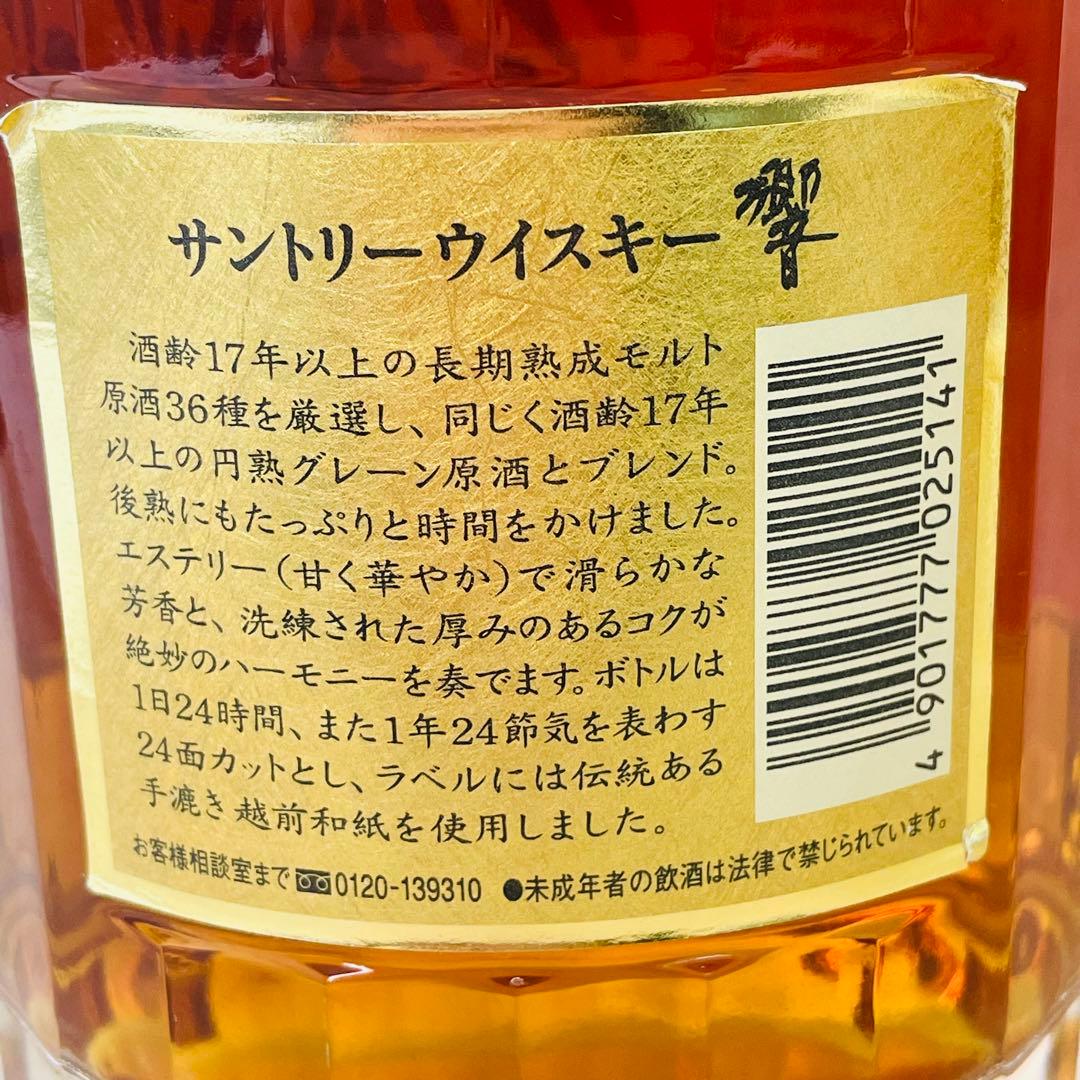 サントリーウイスキー響
酒齢17年以上の長期熟成モルト
原酒36種を厳選し、同じく酒齢17年
以上の円熟グレーン原酒とブレンド。
後熟にもたっぷりと時間をかけました。
エステリー(甘く華やか)で滑らかな
芳香と、洗練された厚みのあるコクが
絶妙のハーモニーを奏でます。ボトルは
1日24時間、また1年24節気を表わす
24面カットとし、ラベルには伝統ある
手漉き越前和紙を使用しました。
お客様相談室まで 0120-139310 ●未成年者の飲酒は法律で禁じられています。
4 901777 025141